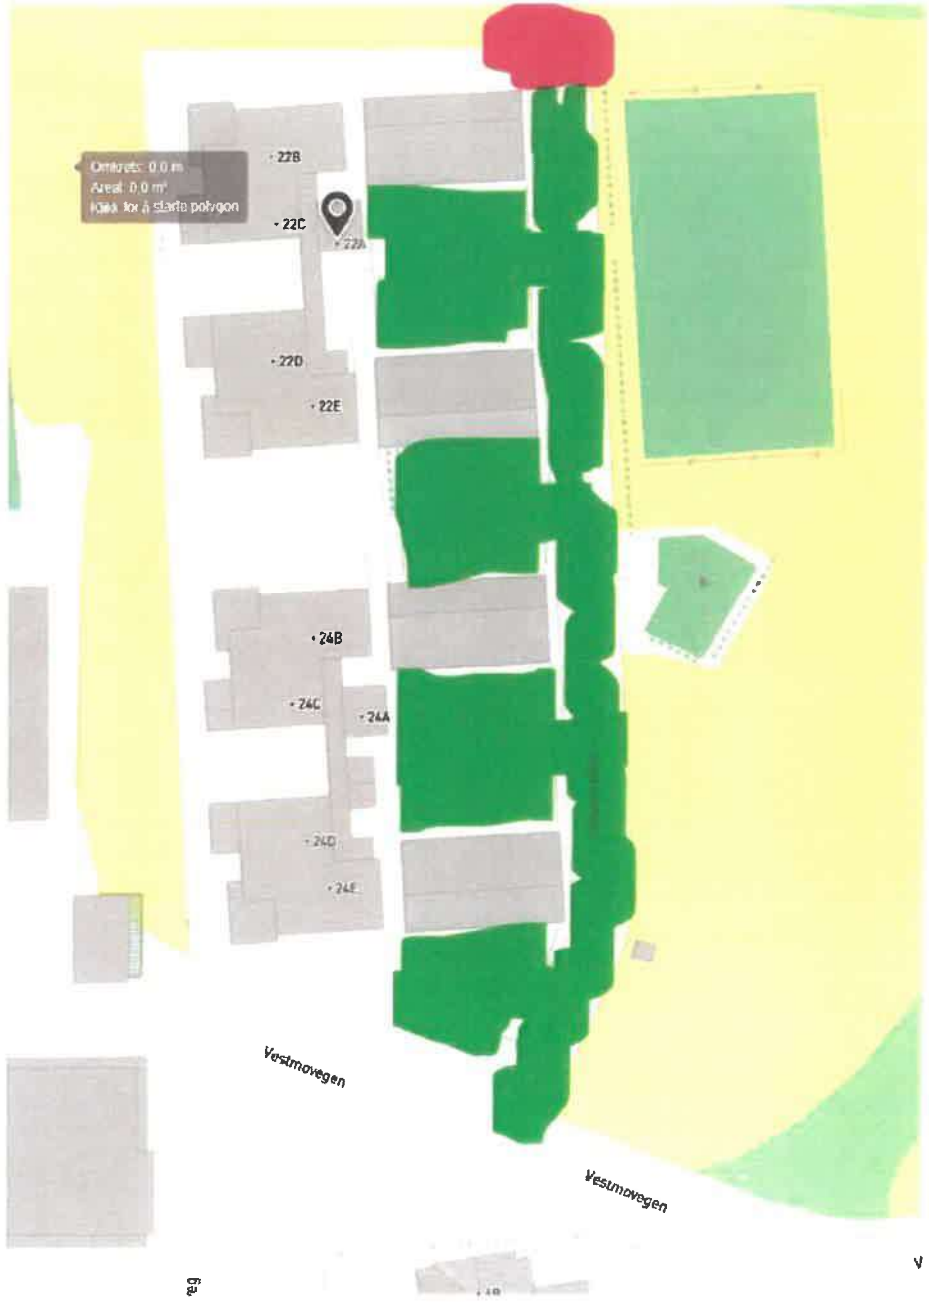 22B
Omkrets: 0.0 m
Areal: 0,0 m²
Klikk for å starte polygon
22C
22A
22D
22E
24B
24C
24A
24D
24E
Vestmovegen
Vestmovegen
V